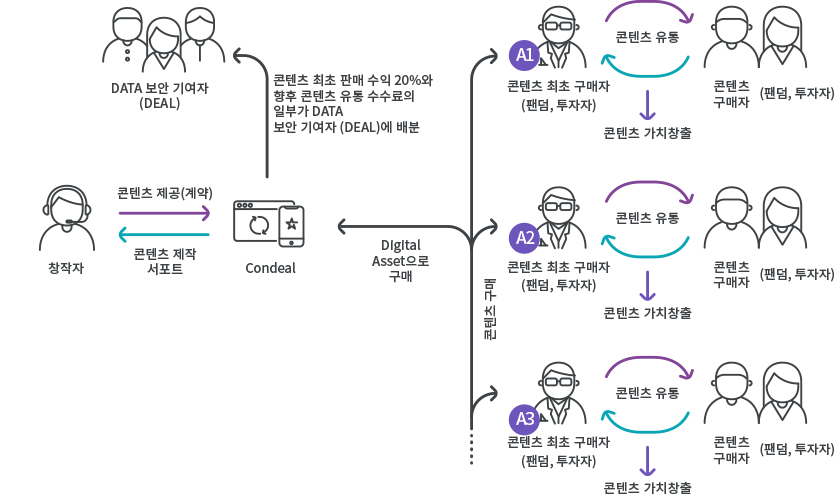 DATA 보안 기여자
(DEAL)
콘텐츠 최초 판매 수익 20%와
향후 콘텐츠 유통 수수료의
일부가 DATA
보안 기여자 (DEAL)에 배분
창작자
콘텐츠 제공(계약)
콘텐츠 제작
서포트
Condeal
DIgital
Asset으로
구매
콘텐츠 구매
A1
콘텐츠 최초 구매자
(팬덤, 투자자)
콘텐츠 유통
콘텐츠 가치창출
콘텐츠
구매자
(팬덤, 투자자)
A2
콘텐츠 최초 구매자
(팬덤, 투자자)
콘텐츠 유통
콘텐츠 가치창출
콘텐츠
구매자
(팬덤, 투자자)
A3
콘텐츠 최초 구매자
(팬덤, 투자자)
콘텐츠 유통
콘텐츠 가치창출
콘텐츠
구매자
(팬덤, 투자자)